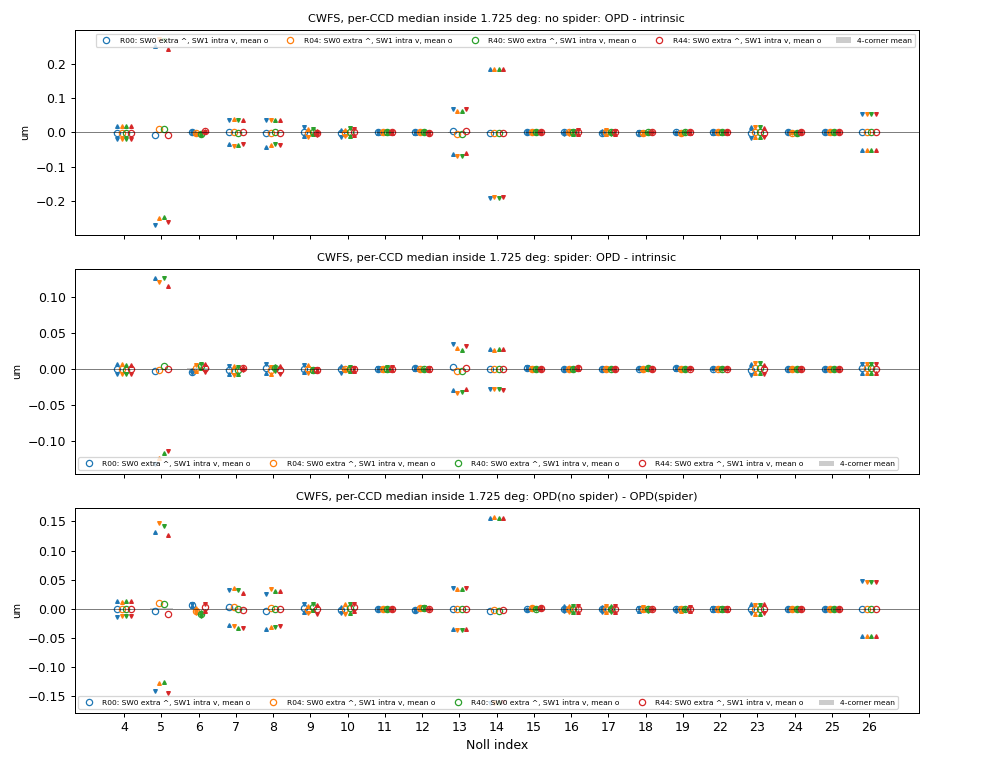 CWFS, per-CCD median inside 1.725 deg: no spider: OPD - intrinsic
R00: SW0 extra ^, SW1 intra v, mean o R04: SW0 extra ^, SW1 intra v, mean o R40: SW0 extra ^, SW1 intra v, mean o R44: SW0 extra ^, SW1 intra v, mean o 4-corner mean
0.2
0.1
0.0
−0.1
−0.2
um
CWFS, per-CCD median inside 1.725 deg: spider: OPD - intrinsic
0.10
0.05
0.00
−0.05
−0.10
um
R00: SW0 extra ^, SW1 intra v, mean o R04: SW0 extra ^, SW1 intra v, mean o R40: SW0 extra ^, SW1 intra v, mean o R44: SW0 extra ^, SW1 intra v, mean o 4-corner mean
CWFS, per-CCD median inside 1.725 deg: OPD(no spider) - OPD(spider)
0.15
0.10
0.05
0.00
−0.05
−0.10
−0.15
um
R00: SW0 extra ^, SW1 intra v, mean o R04: SW0 extra ^, SW1 intra v, mean o R40: SW0 extra ^, SW1 intra v, mean o R44: SW0 extra ^, SW1 intra v, mean o 4-corner mean
4 5 6 7 8 9 10 11 12 13 14 15 16 17 18 19 20 21 22 23 24 25 26
Noll index